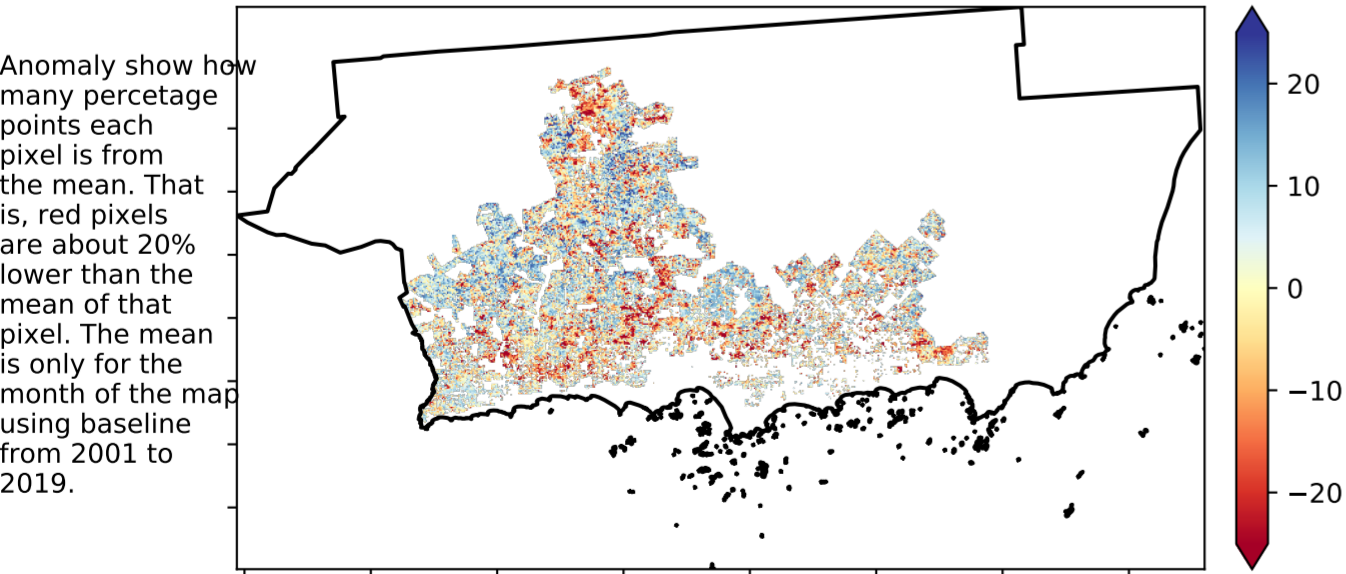 Anomaly show how
many percetage
points each
pixel is from
the mean. That
is, red pixels
are about 20%
lower than the
mean of that
pixel. The mean
is only for the
month of the map
using baseline
from 2001 to
2019.
20
10
0
−10
−20